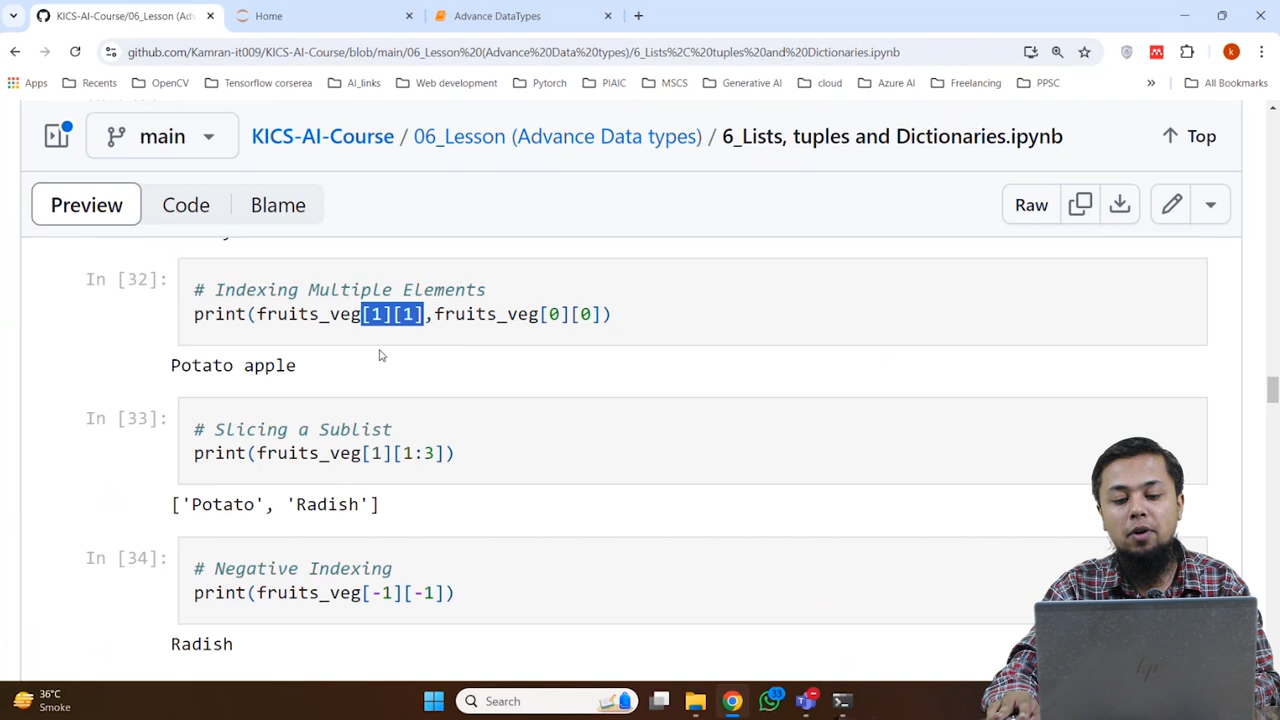 KICS-AI-Course/06_Lesson (Adv
Home
Advance DataTypes
github.com/Kamran-it009/KICS-AI-Course/blob/main/06_Lesson%20(Advance%20Data%20types)/6_Lists%2C%20tuples%20and%20Dictionaries.ipynb
k
Apps
Recents
OpenCV
Tensorflow cersorest
AI_links
Web development
Pytorch
PIAIC
MSCS
Generative AI
cloud
Azure AI
Freelancing
PPSC
All Bookmarks
main
KICS-AI-Course / 06_Lesson (Advance Data types) / 6_Lists, tuples and Dictionaries.ipynb
Top
Preview
Code
Blame
Raw
In [32]:
# Indexing Multiple Elements
print(fruits_veg[1][1],fruits_veg[0][0])
Potato apple
In [33]:
# Slicing a Sublist
print(fruits_veg[1][1:3])
['Potato', 'Radish']
In [34]:
# Negative Indexing
print(fruits_veg[-1][-1])
Radish
36°C
Smoke
Search
33
hp